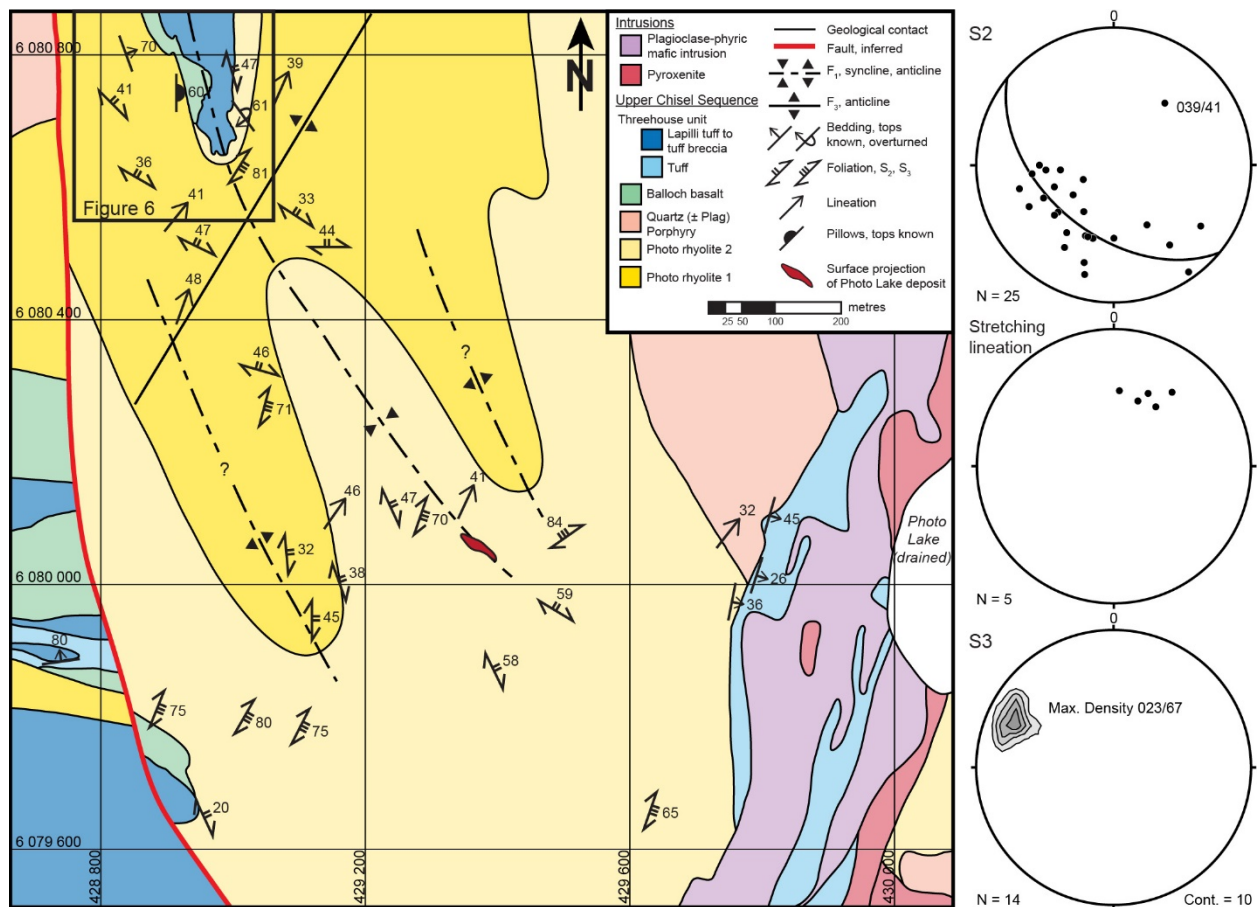 Intrusions
Plagioclase-phyric
mafic intrusion
Pyroxenite
Upper Chisel Sequence
Threehouse unit
Lapilli tuff to
tuff breccia
Tuff
Balloch basalt
Quartz (± Plag)
Porphyry
Photo rhyolite 2
Photo rhyolite 1
Geological contact
Fault, inferred
F1, syncline, anticline
F3, anticline
Bedding, tops
known, overturned
Foliation, S2, S3
Lineation
Pillows, tops known
Surface projection
of Photo Lake deposit
25 50 100 200
metres
N
6 080 800
70
47
39
41
60
61
36
81
41
33
Figure 6
47
44
48
6 080 400
46
?
71
?
41
46
47
70
84
32
45
Photo
Lake
(drained)
32
38
6 080 000
26
36
45
59
80
58
75
80
75
20
65
6 079 600
428 800
429 200
429 600
430 000
S2
0
039/41
N = 25
Stretching
lineation
0
N = 5
S3
0
Max. Density 023/67
N = 14
Cont. = 10